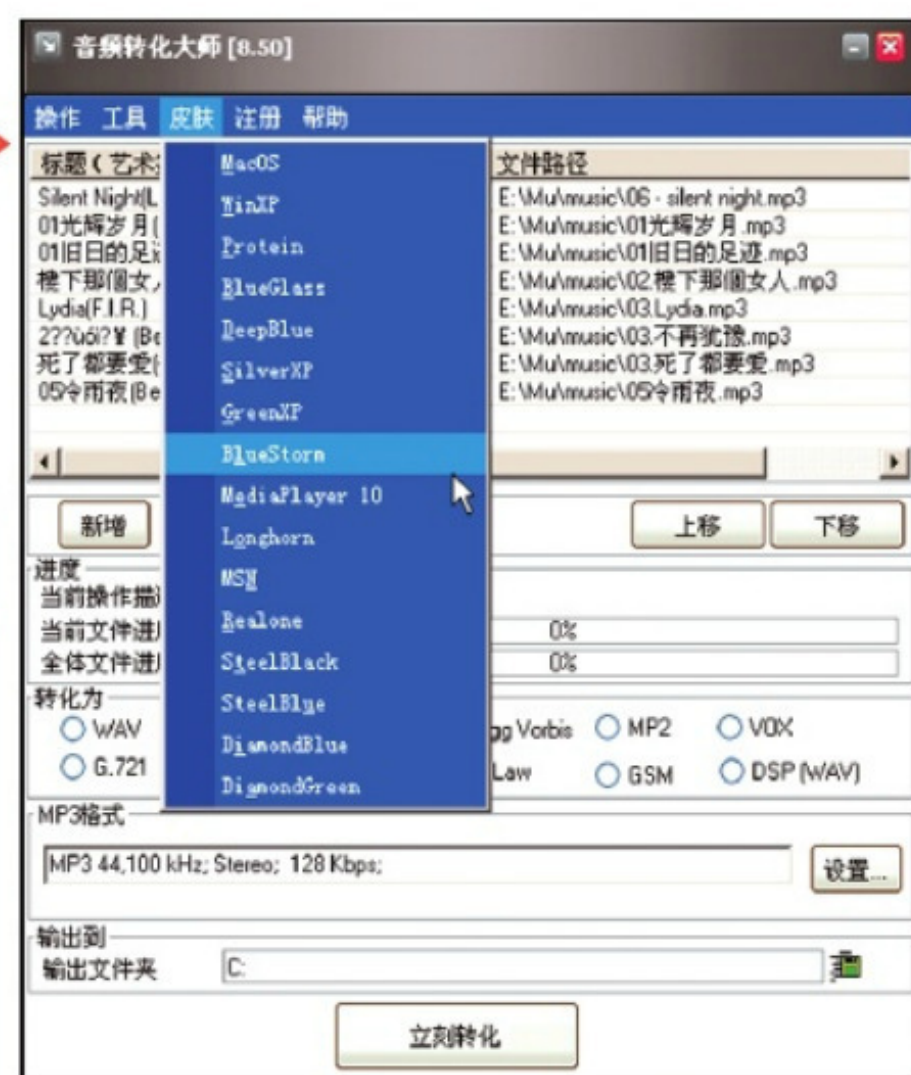 音频转化大师 [8.50]
操作 工具 皮肤 注册 帮助
标题(艺术 文件路径
Silent Night(L E:\Mu\music\06 - silent night.mp3
01光辉岁月( E:\Mu\music\01光辉岁月.mp3
01旧日的足 E:\Mu\music\01旧日的足迹.mp3
樓下那個女 E:\Mu\music\02.樓下那個女人.mp3
Lydia(F.I.R.) E:\Mu\music\03.Lydia.mp3
2??ùói?¥ (Be E:\Mu\music\03.不再犹豫.mp3
死了都要爱( E:\Mu\music\03.死了都要爱.mp3
05冷雨夜(Be E:\Mu\music\05冷雨夜.mp3
MacOS
WinXP
Protein
BlueGlass
DeepBlue
SilverXP
GreenXP
BlueStorm
MediaPlayer 10
Longhorn
MSN
Realone
SteelBlack
SteelBlue
DiamondBlue
DiamondGreen
新增 上移 下移
进度
当前操作描
当前文件进 0%
全体文件进 0%
转化为
WAV gg Vorbis MP2 VOX
G.721 Law GSM DSP (WAV)
MP3格式
MP3 44,100 kHz; Stereo; 128 Kbps;
设置...
输出到
输出文件夹 C:
立刻转化